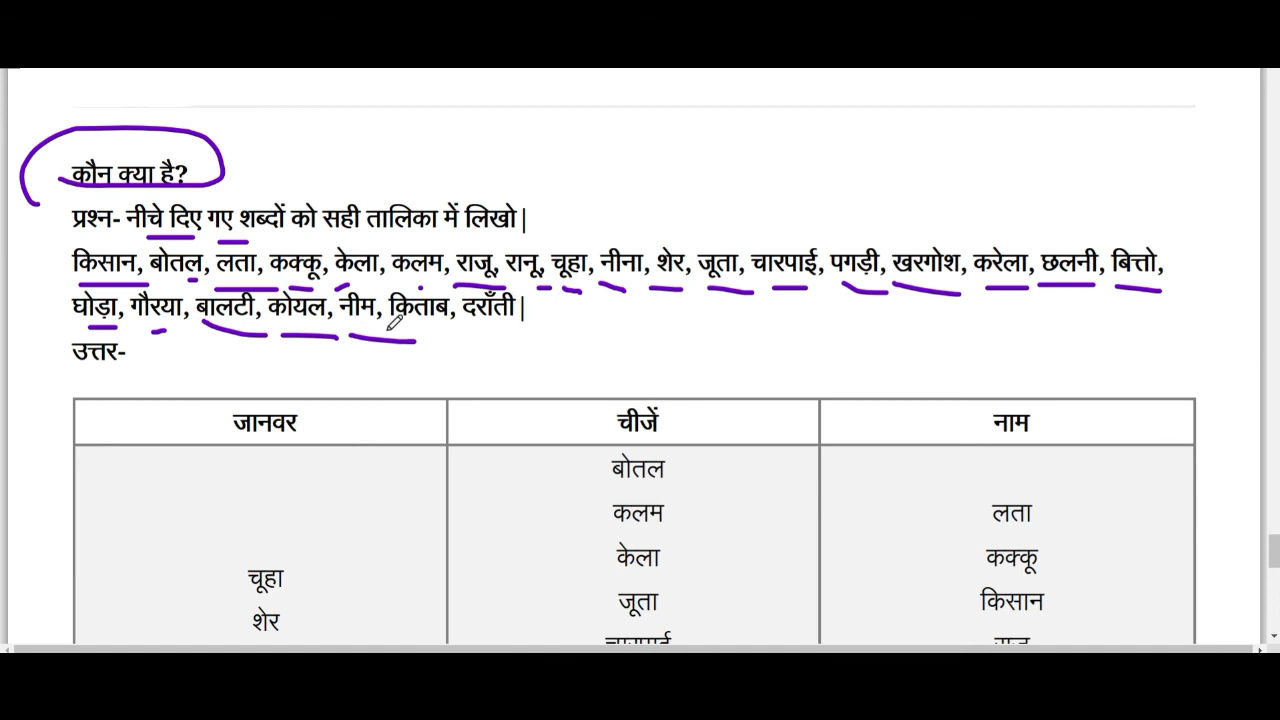 कौन क्या है?
प्रश्न- नीचे दिए गए शब्दों को सही तालिका में लिखो|
किसान, बोतल, लता, कक्कू, केला, कलम, राजू, रानू, चूहा, नीना, शेर, जूता, चारपाई, पगड़ी, खरगोश, करेला, छलनी, बित्तो,
घोड़ा, गौरया, बालटी, कोयल, नीम, किताब, दराँती|
उत्तर-
जानवर चीजें नाम
बोतल
कलम लता
केला कक्कू
चूहा
जूता किसान
शेर